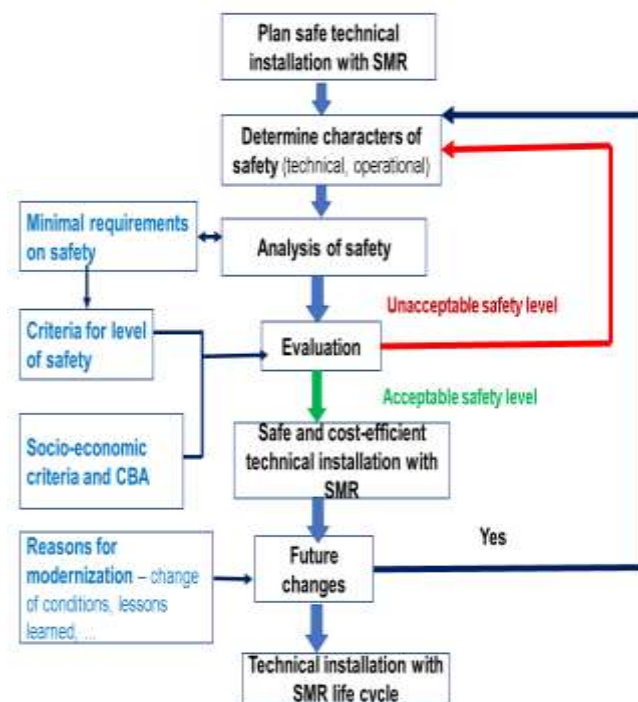 Plan safe technical
installation with SMR
Determine characters of
safety (technical, operational)
Minimal requirements
on safety
Analysis of safety
Unacceptable safety level
Criteria for level
of safety
Evaluation
Acceptable safety level
Safe and cost-efficient
technical installation with
SMR
Socio-economic
criteria and CBA
Reasons for
modernization – change
of conditions, lessons
learned, ...
Future
changes
Yes
Technical installation with
SMR life cycle